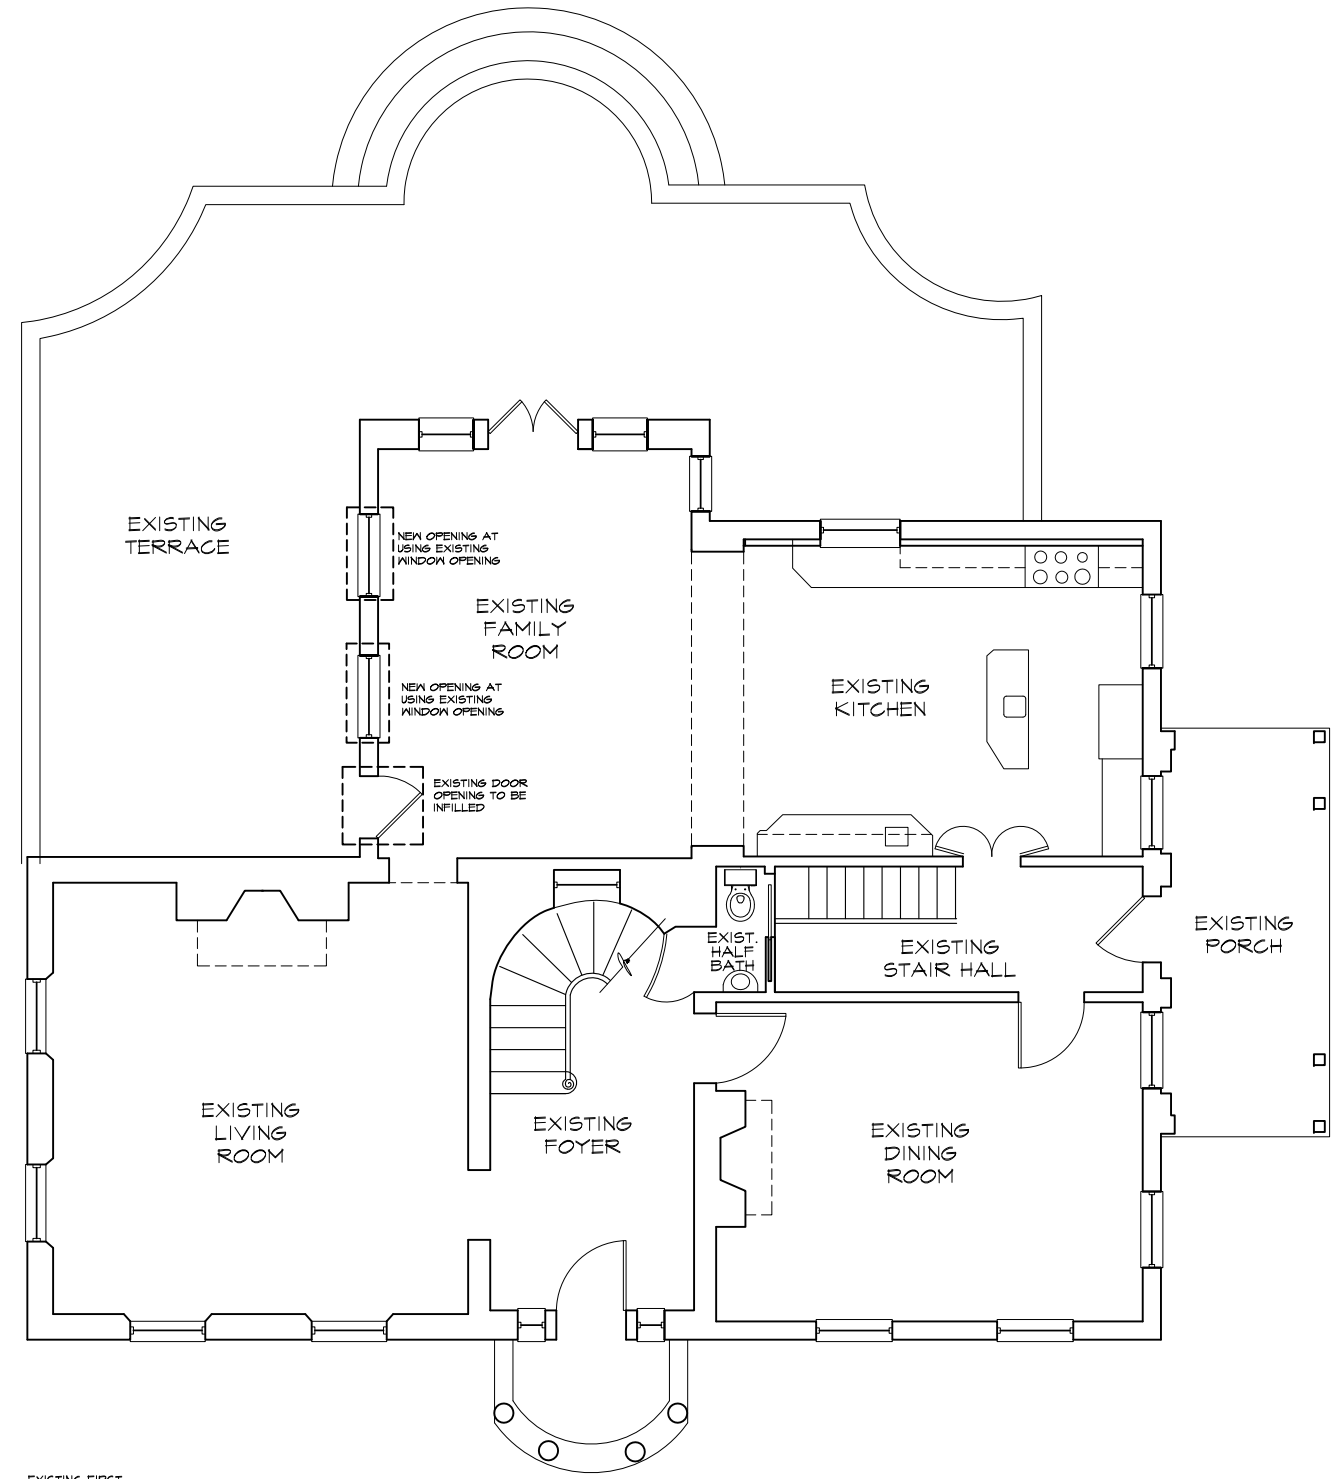 EXISTING
TERRACE
NEW OPENING AT
USING EXISTING
WINDOW OPENING
EXISTING
FAMILY
ROOM
NEW OPENING AT
USING EXISTING
WINDOW OPENING
EXISTING
KITCHEN
EXISTING DOOR
OPENING TO BE
INFILLED
EXIST.
HALF
BATH
EXISTING
STAIR HALL
EXISTING
PORCH
EXISTING
LIVING
ROOM
EXISTING
FOYER
EXISTING
DINING
ROOM
EXISTING FIRST